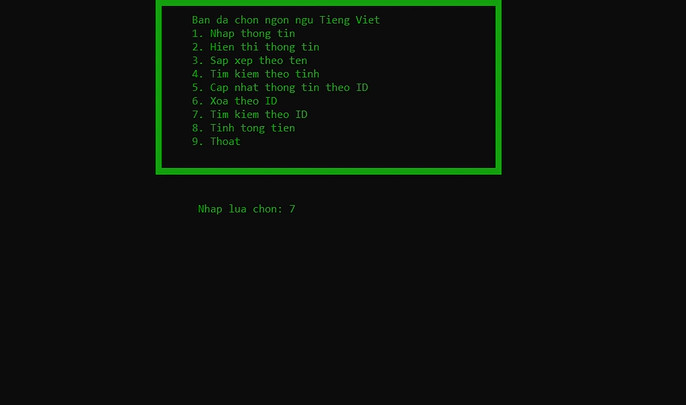 Ban da chon ngon ngu Tieng Viet
1. Nhap thong tin
2. Hien thi thong tin
3. Sap xep theo ten
4. Tim kiem theo tinh
5. Cap nhat thong tin theo ID
6. Xoa theo ID
7. Tim kiem theo ID
8. Tinh tong tien
9. Thoat
Nhap lua chon: 7